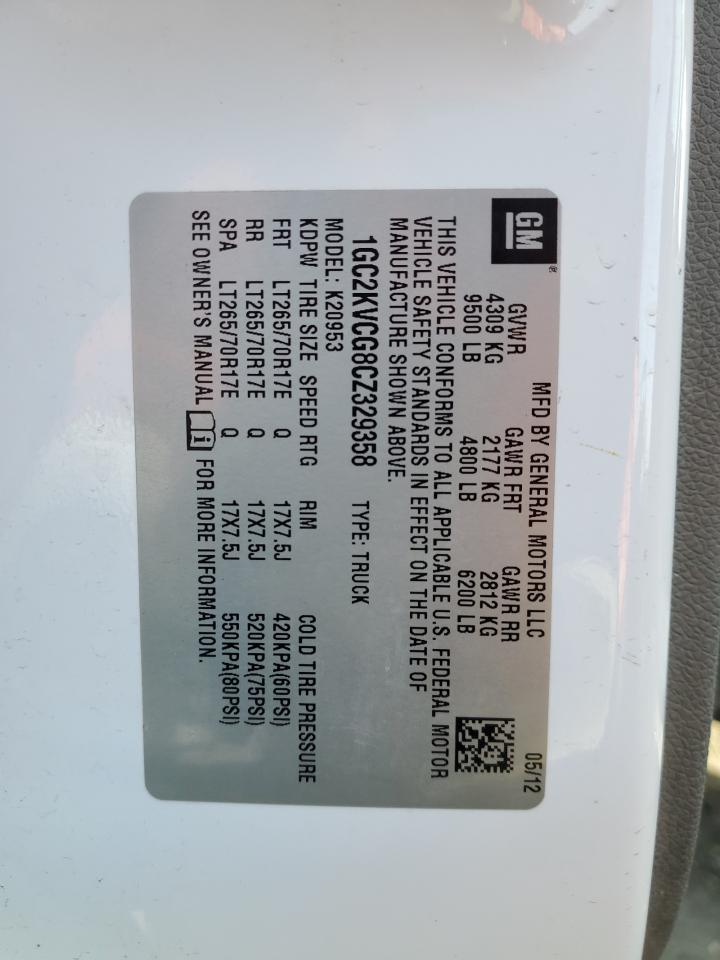 GM®
MFD BY GENERAL MOTORS LLC 05/12
GVWR GAWR FRT GAWR RR
4309 KG 2177 KG 2812 KG
9500 LB 4800 LB 6200 LB
THIS VEHICLE CONFORMS TO ALL APPLICABLE U.S. FEDERAL MOTOR
VEHICLE SAFETY STANDARDS IN EFFECT ON THE DATE OF
MANUFACTURE SHOWN ABOVE.
1GC2KVCG8CZ329358 TYPE: TRUCK
MODEL: K20953
KDPW TIRE SIZE SPEED RTG RIM COLD TIRE PRESSURE
FRT LT265/70R17E Q 17X7.5J 420KPA(60PSI)
RR LT265/70R17E Q 17X7.5J 520KPA(75PSI)
SPA LT265/70R17E Q 17X7.5J 550KPA(80PSI)
SEE OWNER'S MANUAL i FOR MORE INFORMATION.